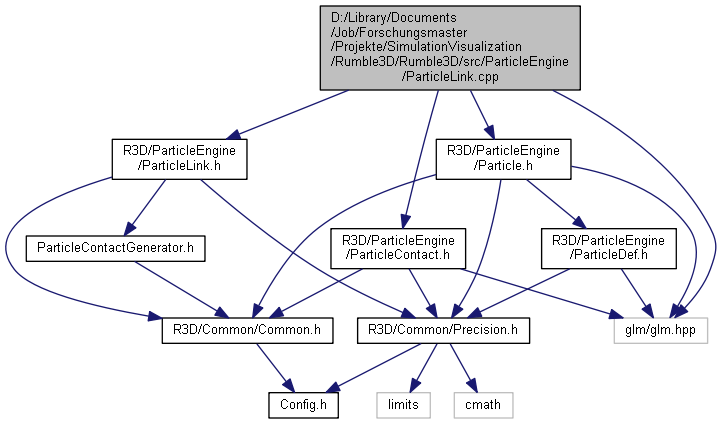 D:/Library/Documents
/Job/Forschungsmaster
/Projekte/SimulationVisualization
/Rumble3D/Rumble3D/src/ParticleEngine
/ParticleLink.cpp
R3D/ParticleEngine
/ParticleLink.h
R3D/ParticleEngine
/Particle.h
ParticleContactGenerator.h
R3D/ParticleEngine
/ParticleContact.h
R3D/ParticleEngine
/ParticleDef.h
R3D/Common/Common.h
R3D/Common/Precision.h
glm/glm.hpp
Config.h
limits
cmath